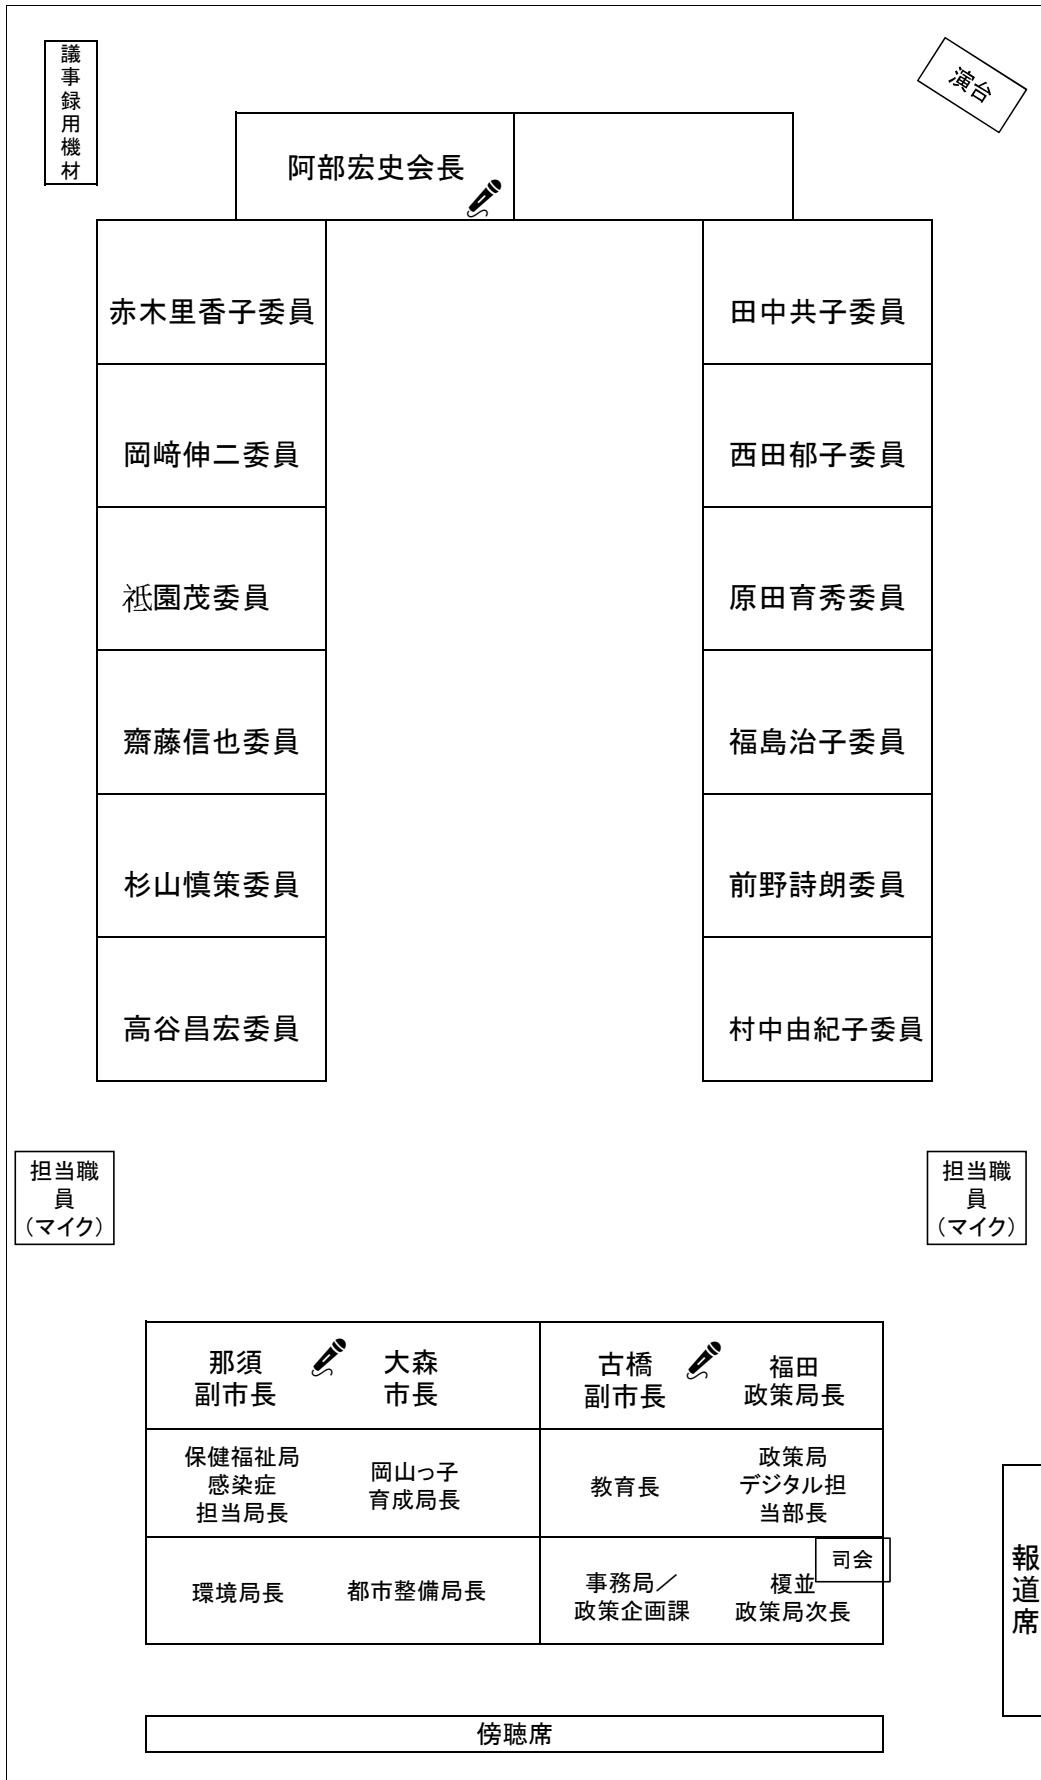 議事録用機材
演台
阿部宏史会長
赤木里香子委員
田中共子委員
岡﨑伸二委員
西田郁子委員
祗園茂委員
原田育秀委員
齋藤信也委員
福島治子委員
杉山慎策委員
前野詩朗委員
高谷昌宏委員
村中由紀子委員
担当職
員
（マイク）
担当職
員
（マイク）
那須
副市長
大森
市長
古橋
副市長
福田
政策局長
保健福祉局
感染症
担当局長
岡山っ子
育成局長
教育長
政策局
デジタル担
当部長
環境局長
都市整備局長
事務局／
政策企画課
司会
榎並
政策局次長
報道席
傍聴席